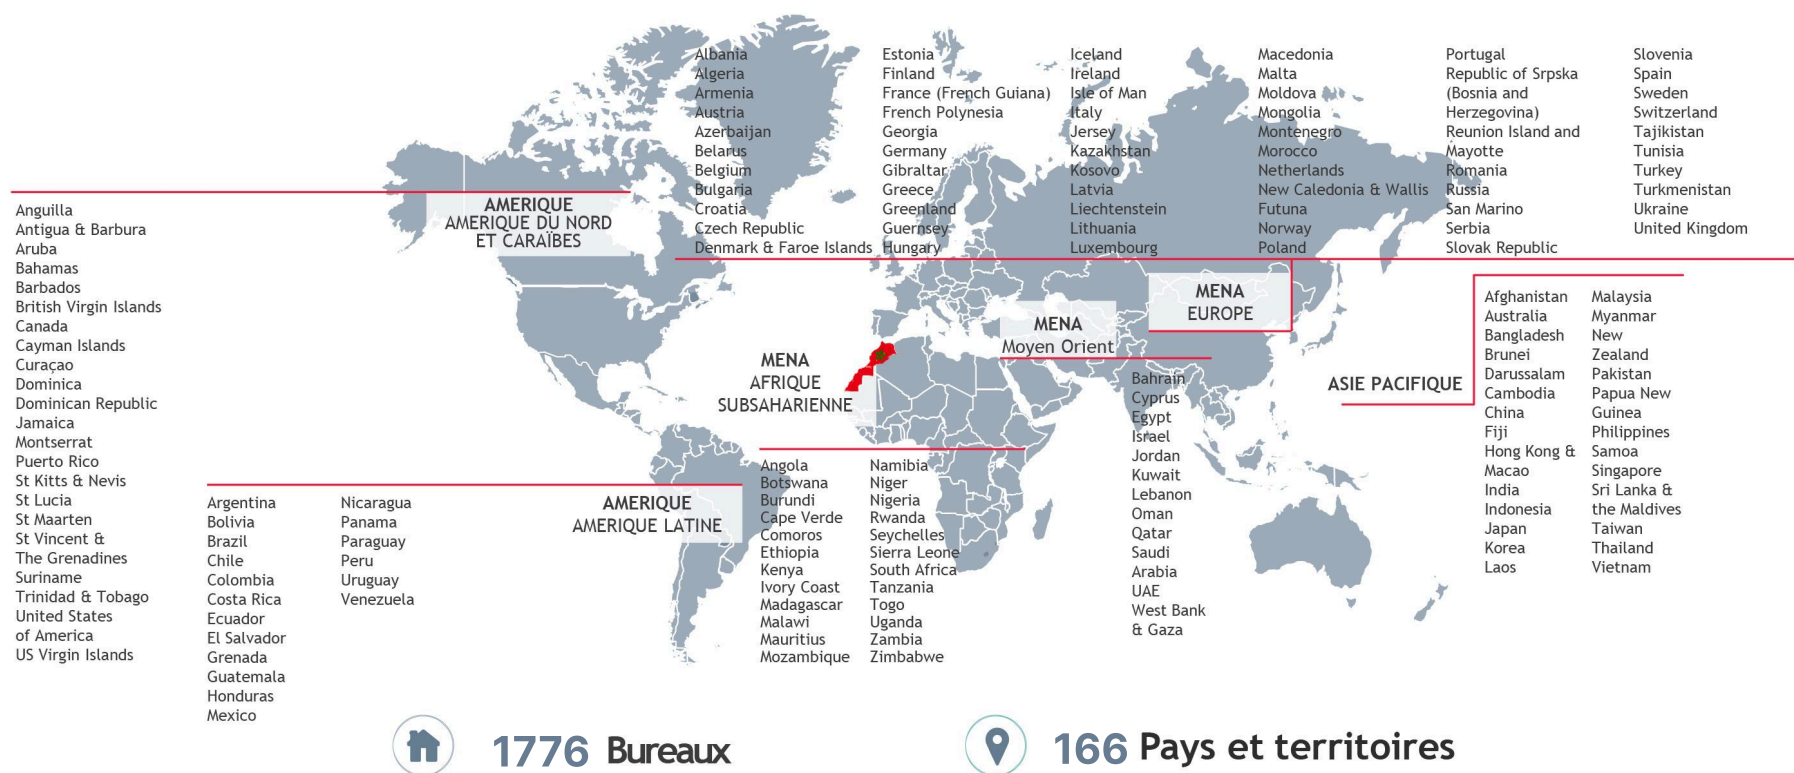 Albania
Algeria
Armenia
Austria
Azerbaijan
Belarus
Belgium
Bulgaria
Croatia
Czech Republic
Denmark & Faroe Islands
Estonia
Finland
France (French Guiana)
French Polynesia
Georgia
Germany
Gibraltar
Greece
Greenland
Guernsey
Hungary
Iceland
Ireland
Isle of Man
Italy
Jersey
Kazakhstan
Kosovo
Latvia
Liechtenstein
Lithuania
Luxembourg
Macedonia
Malta
Moldova
Mongolia
Montenegro
Morocco
Netherlands
New Caledonia & Wallis
Futuna
Norway
Poland
Portugal
Republic of Srpska
(Bosnia and
Herzegovina)
Reunion Island and
Mayotte
Romania
Russia
San Marino
Serbia
Slovak Republic
Slovenia
Spain
Sweden
Switzerland
Tajikistan
Tunisia
Turkey
Turkmenistan
Ukraine
United Kingdom
AMERIQUE
AMERIQUE DU NORD
ET CARAÏBES
Anguilla
Antigua & Barbura
Aruba
Bahamas
Barbados
British Virgin Islands
Canada
Cayman Islands
Curaçao
Dominica
Dominican Republic
Jamaica
Montserrat
Puerto Rico
St Kitts & Nevis
St Lucia
St Maarten
St Vincent &
The Grenadines
Suriname
Trinidad & Tobago
United States
of America
US Virgin Islands
MENA
EUROPE
MENA
Moyen Orient
MENA
AFRIQUE
SUBSAHARIENNE
ASIE PACIFIQUE
Afghanistan
Australia
Bangladesh
Brunei
Darussalam
Cambodia
China
Fiji
Hong Kong &
Macao
India
Indonesia
Japan
Korea
Laos
Malaysia
Myanmar
New
Zealand
Pakistan
Papua New
Guinea
Philippines
Samoa
Singapore
Sri Lanka &
the Maldives
Taiwan
Thailand
Vietnam
Bahrain
Cyprus
Egypt
Israel
Jordan
Kuwait
Lebanon
Oman
Qatar
Saudi
Arabia
UAE
West Bank
& Gaza
Angola
Botswana
Burundi
Cape Verde
Comoros
Ethiopia
Kenya
Ivory Coast
Madagascar
Malawi
Mauritius
Mozambique
Namibia
Niger
Nigeria
Rwanda
Seychelles
Sierra Leone
South Africa
Tanzania
Togo
Uganda
Zambia
Zimbabwe
AMERIQUE
AMERIQUE LATINE
Argentina
Bolivia
Brazil
Chile
Colombia
Costa Rica
Ecuador
El Salvador
Grenada
Guatemala
Honduras
Mexico
Nicaragua
Panama
Paraguay
Peru
Uruguay
Venezuela
1776 Bureaux
166 Pays et territoires